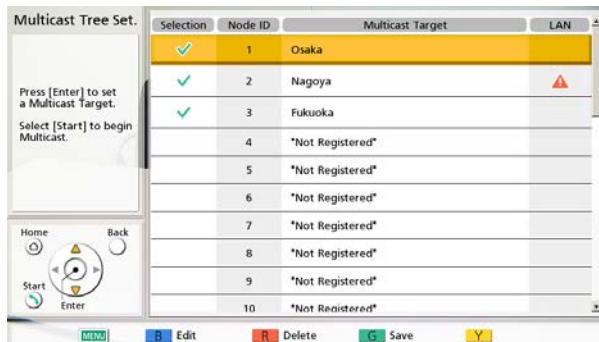 Multicast Tree Set.
Press [Enter] to set
a Multicast Target.
Select [Start] to begin
Multicast.
Home
Back
Start
Enter
Selection Node ID Multicast Target LAN
1 Osaka
2 Nagoya
3 Fukuoka
4 *Not Registered*
5 *Not Registered*
6 *Not Registered*
7 *Not Registered*
8 *Not Registered*
9 *Not Registered*
10 *Not Registered*
MENU B Edit R Delete G Save Y